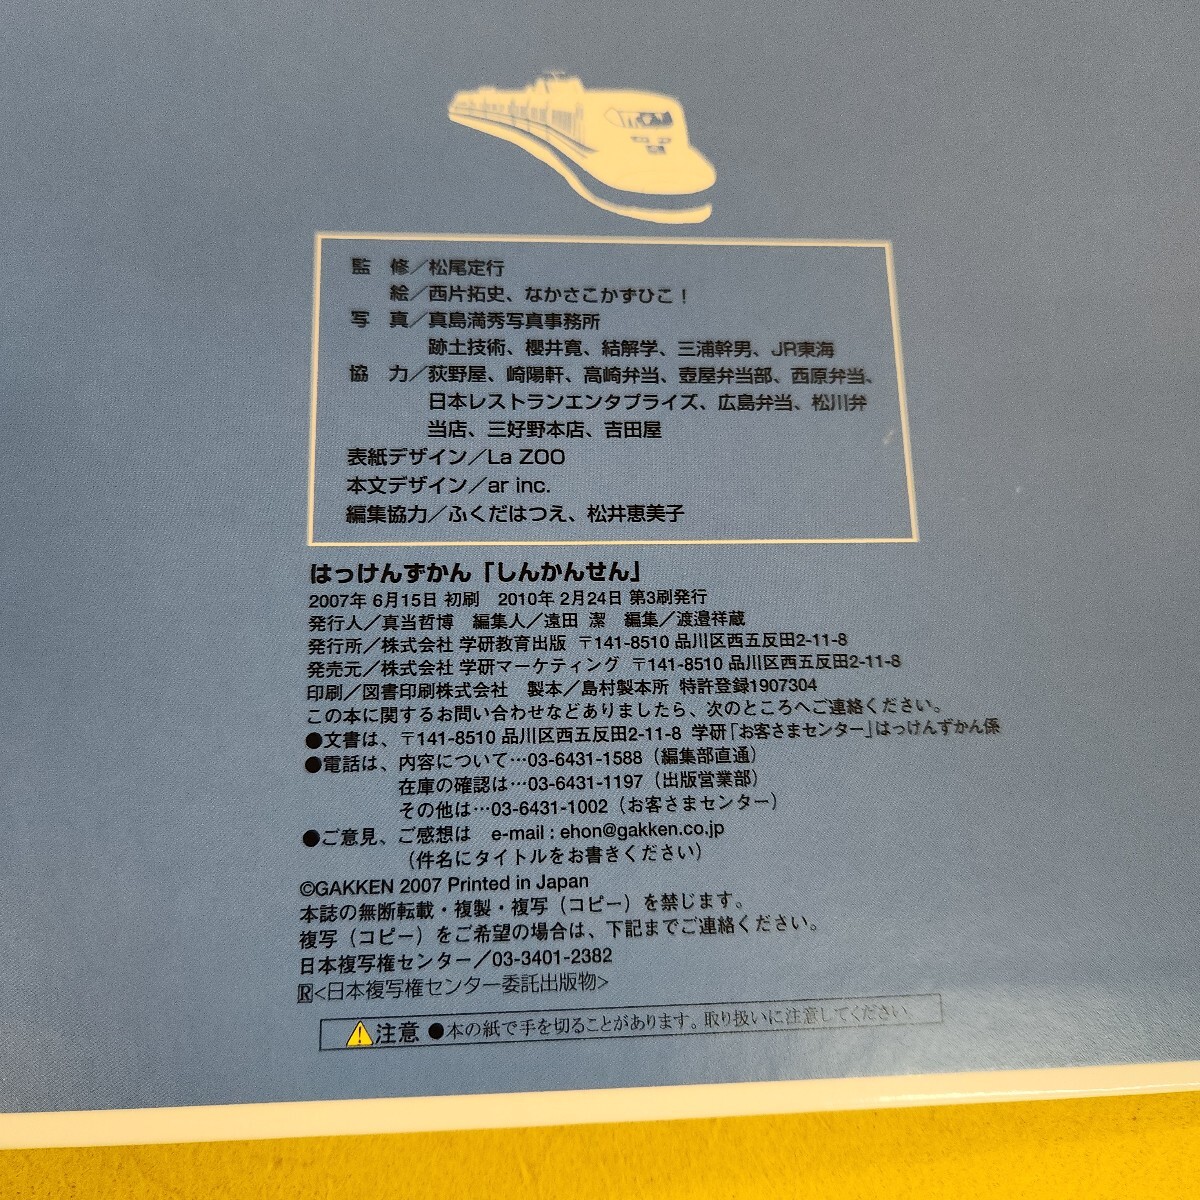 監　修／松尾定行
絵／西片拓史、なかさこかずひこ！
写　真／真島満秀写真事務所
跡土技術、櫻井寛、結解学、三浦幹男、JR東海
協　力／荻野屋、崎陽軒、高崎弁当、壺屋弁当部、西原弁当、
日本レストランエンタプライズ、広島弁当、松川弁
当店、三好野本店、吉田屋
表紙デザイン／La ZOO
本文デザイン／ar inc.
編集協力／ふくだはつえ、松井恵美子
はっけんずかん「しんかんせん」
2007年 6月15日 初刷　2010年 2月24日 第3刷発行
発行人／真当哲博　編集人／遠田 潔　編集／渡邉祥蔵
発行所／株式会社 学研教育出版　〒141-8510 品川区西五反田2-11-8
発売元／株式会社 学研マーケティング　〒141-8510 品川区西五反田2-11-8
印刷／図書印刷株式会社　製本／島村製本所　特許登録1907304
この本に関するお問い合わせなどありましたら、次のところへご連絡ください。
●文書は、〒141-8510 品川区西五反田2-11-8 学研「お客さまセンター」はっけんずかん係
●電話は、内容について…03-6431-1588（編集部直通）
在庫の確認は…03-6431-1197（出版営業部）
その他は…03-6431-1002（お客さまセンター）
●ご意見、ご感想は　e-mail : ehon@gakken.co.jp
（件名にタイトルをお書きください）
©GAKKEN 2007 Printed in Japan
本誌の無断転載・複製・複写（コピー）を禁じます。
複写（コピー）をご希望の場合は、下記までご連絡ください。
日本複写権センター／03-3401-2382
R<日本複写権センター委託出版物>
注意 ●本の紙で手を切ることがあります。取り扱いに注意してください。